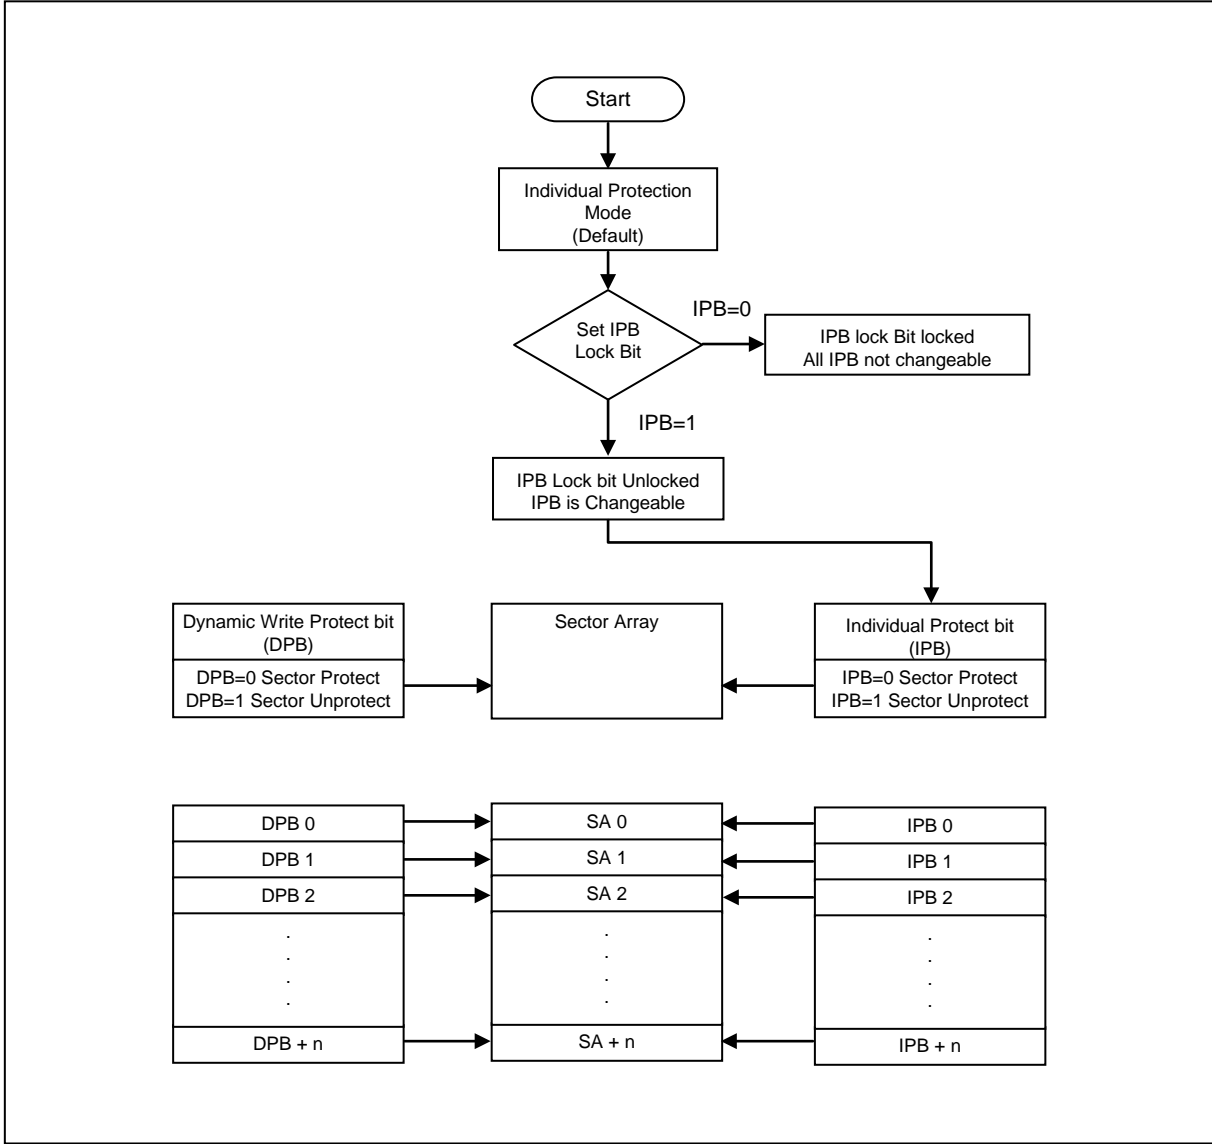 Start
Individual Protection
Mode
(Default)
Set IPB
Lock Bit
IPB=0
IPB lock Bit locked
All IPB not changeable
IPB=1
IPB Lock bit Unlocked
IPB is Changeable
Dynamic Write Protect bit
(DPB)
DPB=0 Sector Protect
DPB=1 Sector Unprotect
Sector Array
Individual Protect bit
(IPB)
IPB=0 Sector Protect
IPB=1 Sector Unprotect
DPB 0
SA 0
IPB 0
DPB 1
SA 1
IPB 1
DPB 2
SA 2
IPB 2
. . .
. . .
. . .
. . .
DPB + n
SA + n
IPB + n